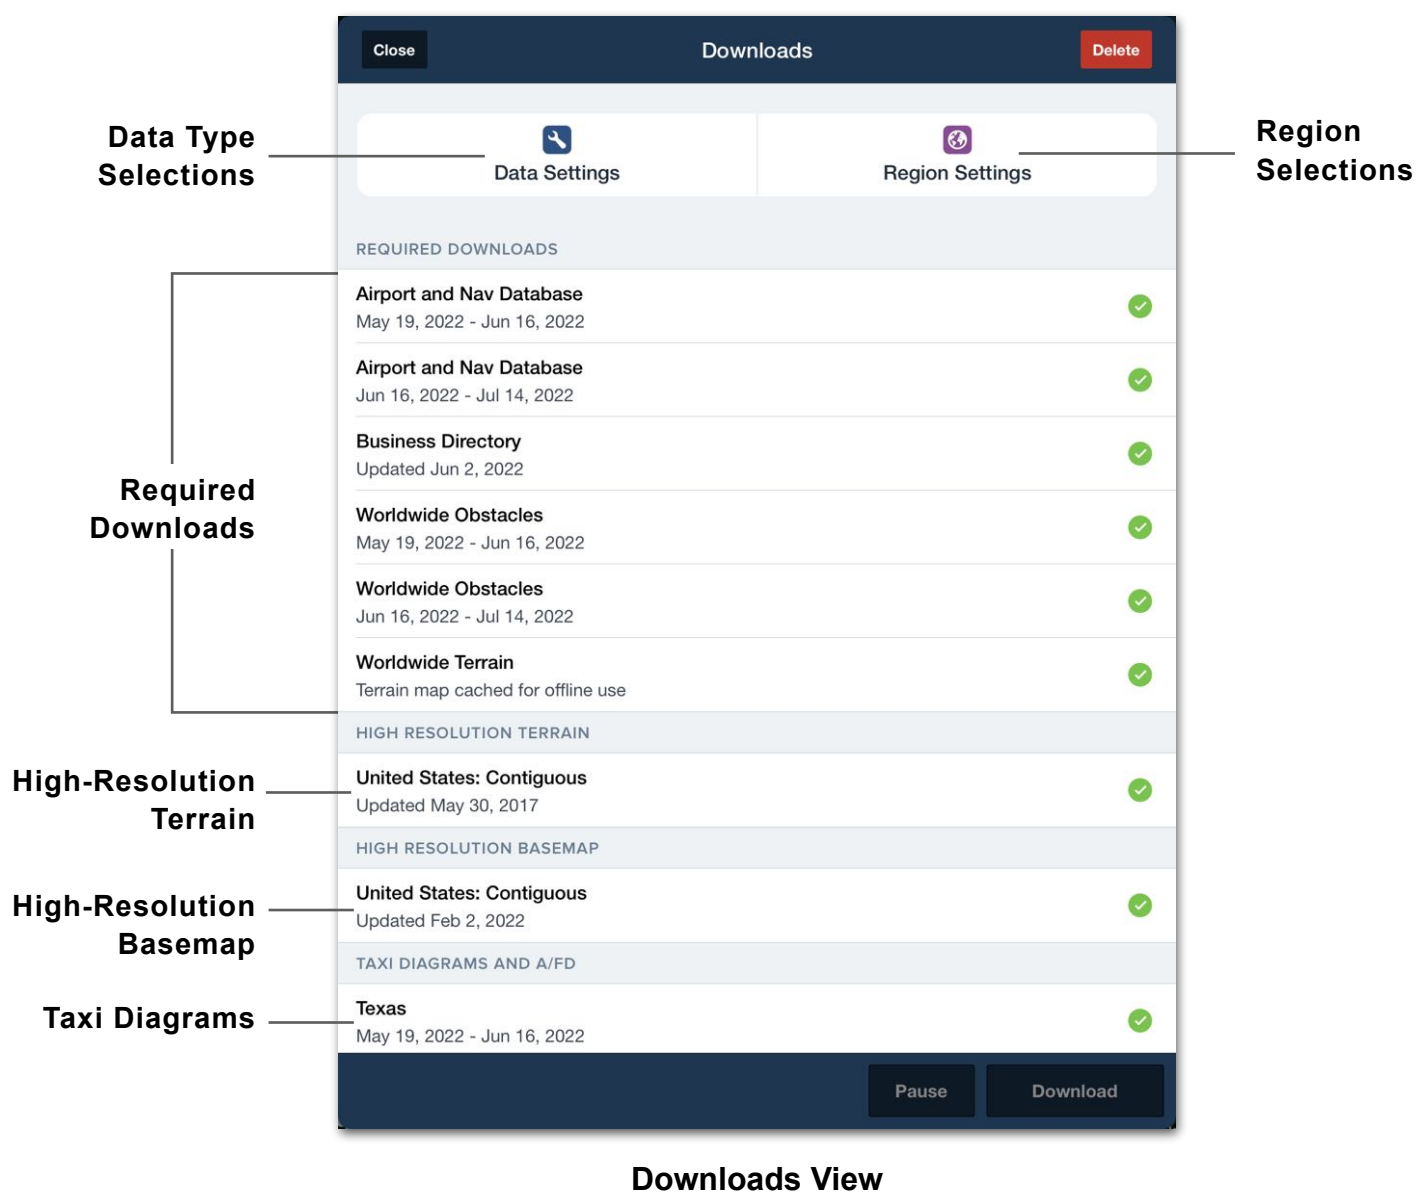 Close
Downloads
Delete
Data Type
Selections
Data Settings
Region Settings
Region
Selections
REQUIRED DOWNLOADS
Airport and Nav Database
May 19, 2022 - Jun 16, 2022
Airport and Nav Database
Jun 16, 2022 - Jul 14, 2022
Business Directory
Updated Jun 2, 2022
Required
Downloads
Worldwide Obstacles
May 19, 2022 - Jun 16, 2022
Worldwide Obstacles
Jun 16, 2022 - Jul 14, 2022
Worldwide Terrain
Terrain map cached for offline use
HIGH RESOLUTION TERRAIN
High-Resolution
Terrain
United States: Contiguous
Updated May 30, 2017
HIGH RESOLUTION BASEMAP
High-Resolution
Basemap
United States: Contiguous
Updated Feb 2, 2022
TAXI DIAGRAMS AND A/FD
Taxi Diagrams
Texas
May 19, 2022 - Jun 16, 2022
Pause
Download
Downloads View